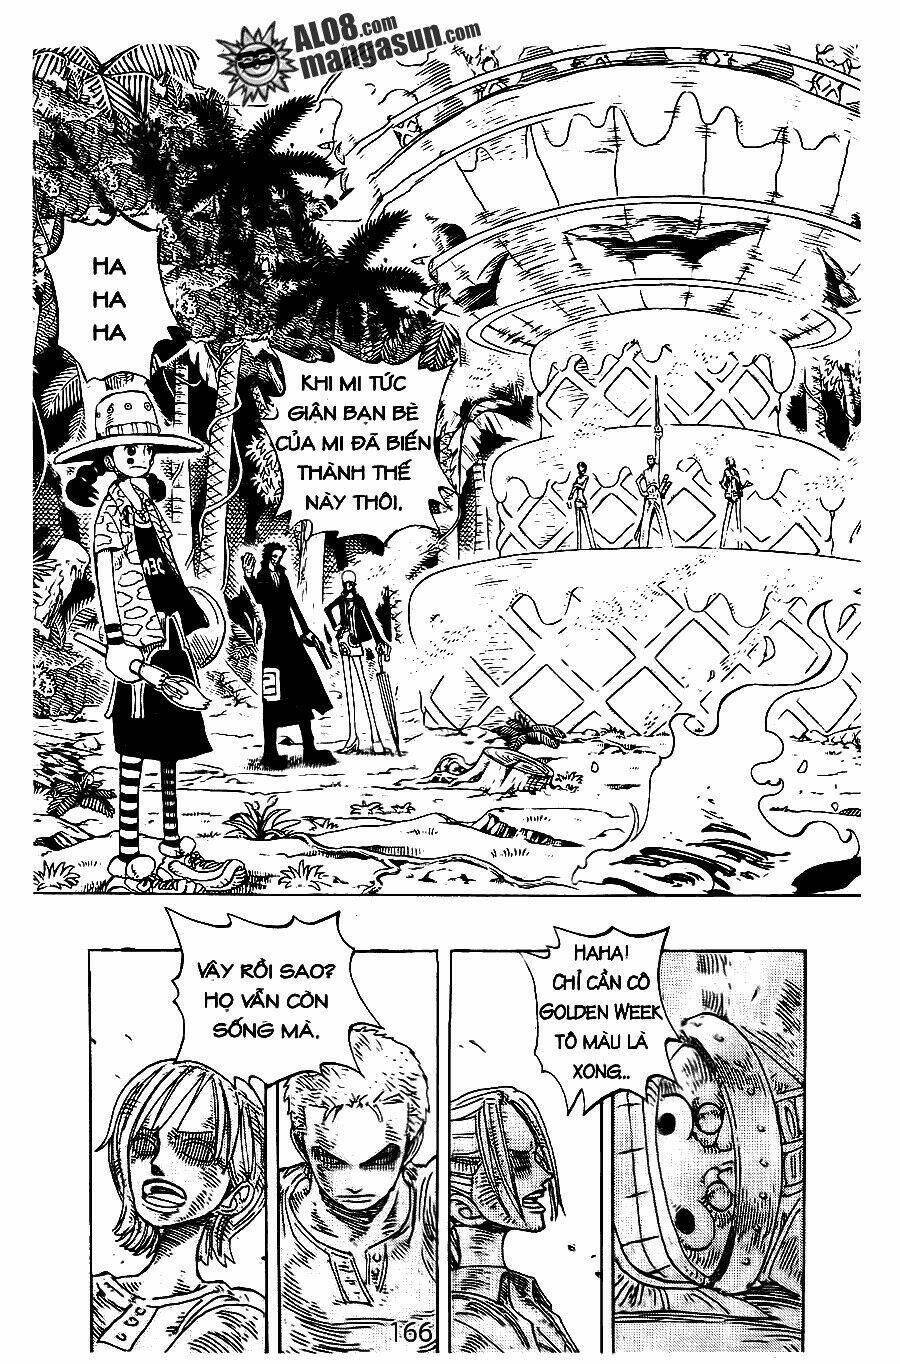 AL08.com
mangasun.com
HA
HA
HA
KHI MI TỨC
GIẬN BẠN BÈ
CỦA MI ĐÃ BIẾN
THÀNH THẾ
NÀY THÔI.
VẬY RỒI SAO?
HỌ VẪN CÒN
SỐNG MÀ.
HAHA!
CHỈ CẦN CÔ
GOLDEN WEEK
TÔ MÀU LÀ
XONG..
166